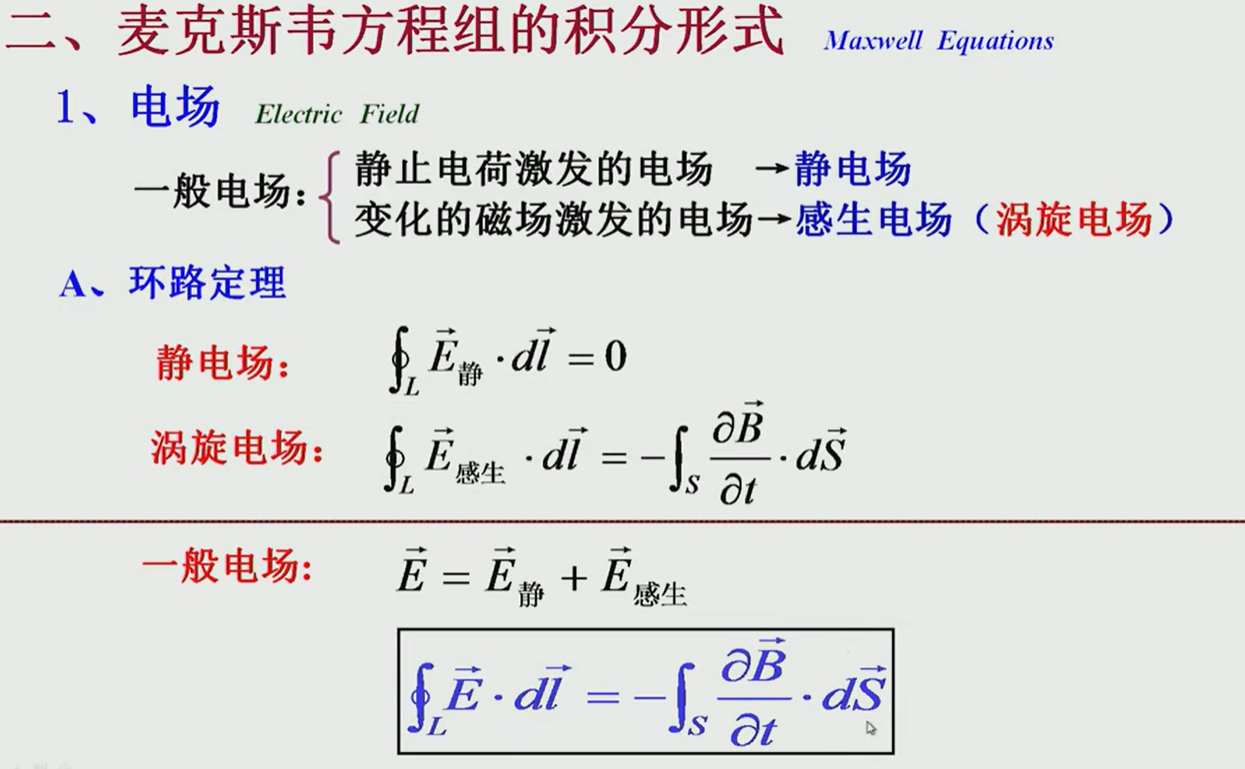 二、麦克斯韦方程组的积分形式 Maxwell Equations
1、电场 Electric Field
一般电场：{ 静止电荷激发的电场 →静电场
变化的磁场激发的电场→感生电场（涡旋电场）
A、环路定理
静电场： $\oint_L \vec{E}_{静} \cdot d\vec{l} = 0$
涡旋电场： $\oint_L \vec{E}_{感生} \cdot d\vec{l} = -\int_S \frac{\partial \vec{B}}{\partial t} \cdot d\vec{S}$
一般电场: $\vec{E} = \vec{E}_{静} + \vec{E}_{感生}$
$\oint_L \vec{E} \cdot d\vec{l} = -\int_S \frac{\partial \vec{B}}{\partial t} \cdot d\vec{S}$